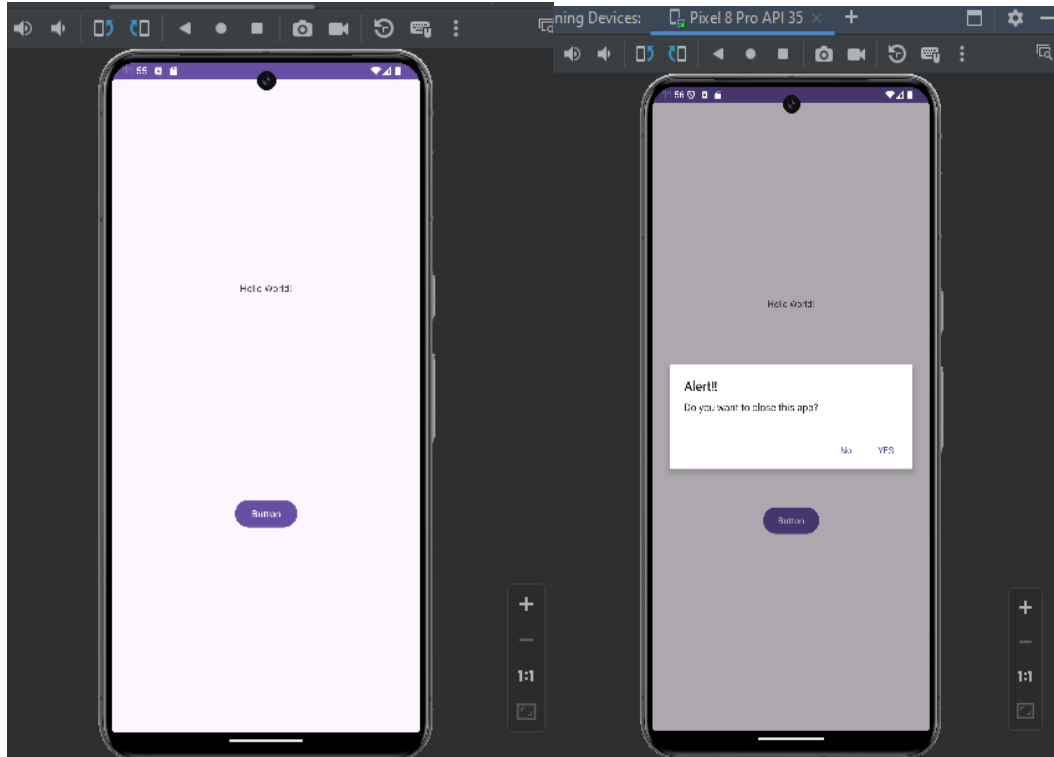 ning Devices: Pixel 8 Pro API 35
55
Hello World!
Button
1:1
56
Hello World!
Alert!!!
Do you want to close this app?
No YES
Button
1:1